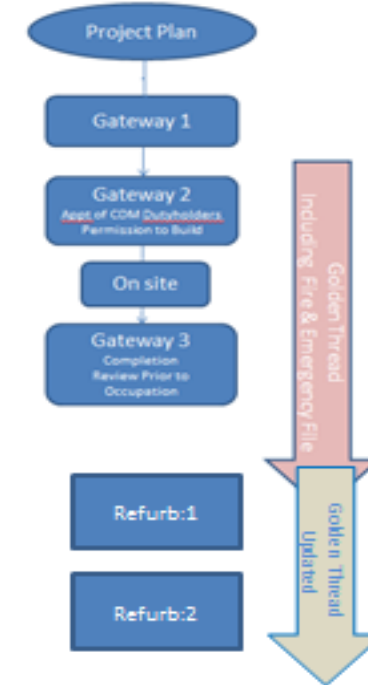 Project Plan
Gateway 1
Gateway 2
Appt of CDM Dutyholders
Permission to Build
On site
Gateway 3
Completion
Review Prior to
Occupation
Golden Thread
Including Fire & Emergency File
Refurb:1
Refurb:2
Golden Thread
Updated